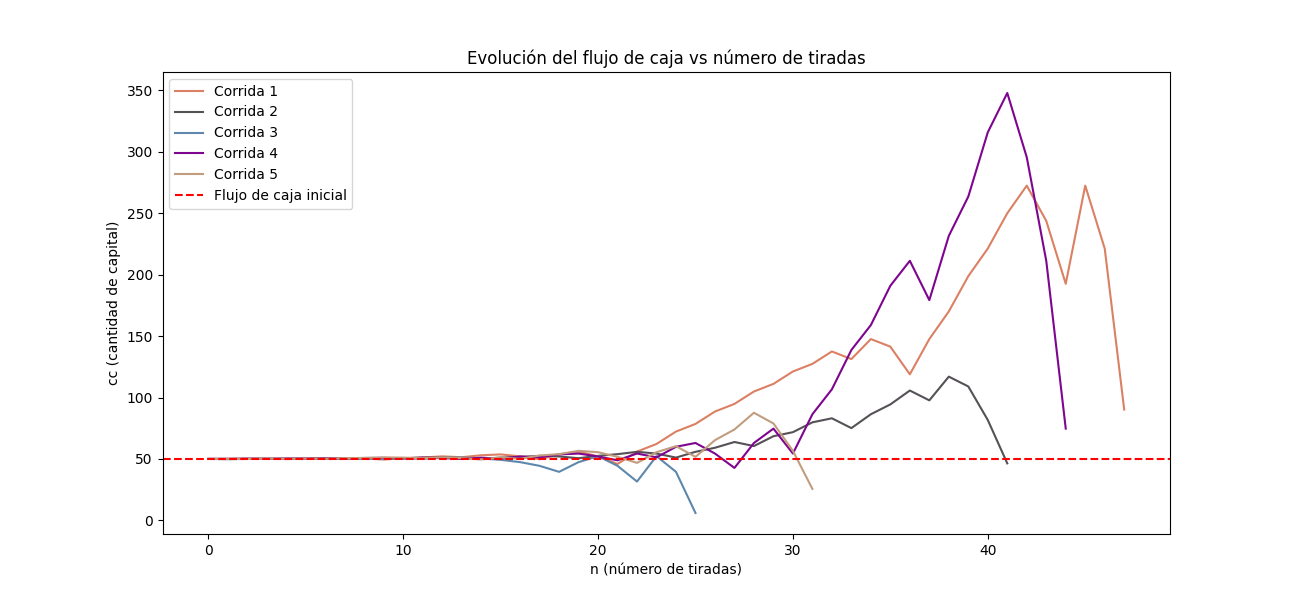 Evolución del flujo de caja vs número de tiradas
cc (cantidad de capital)
350
300
250
200
150
100
50
0
Corrida 1
Corrida 2
Corrida 3
Corrida 4
Corrida 5
Flujo de caja inicial
0 10 20 30 40
n (número de tiradas)